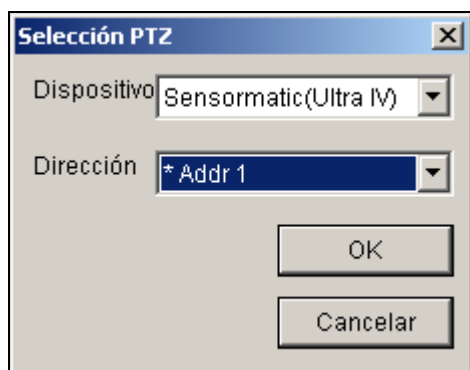 Selección PTZ
Dispositivo Sensormatic(Ultra IV)
Dirección * Addr 1
OK
Cancelar